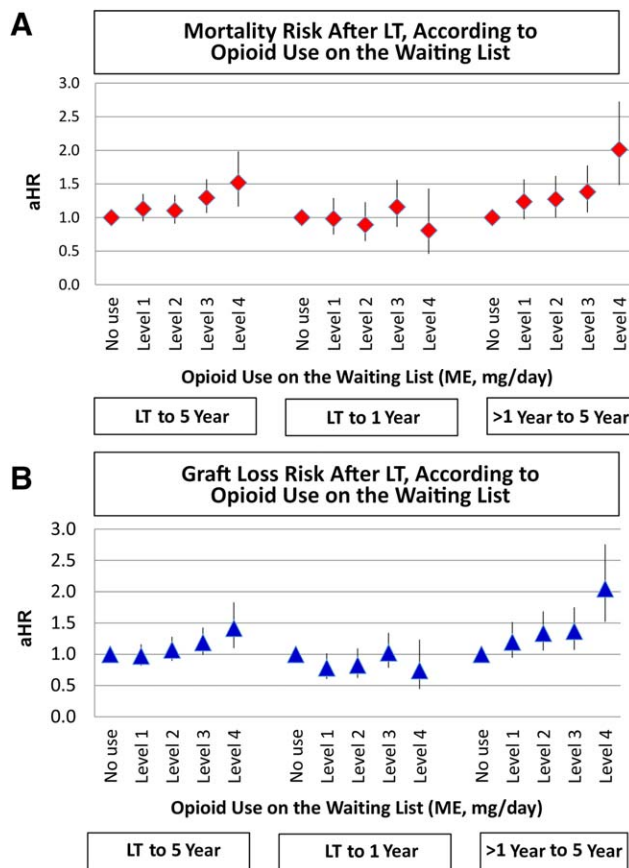 A
Mortality Risk After LT, According to
Opioid Use on the Waiting List
3.0
2.5
2.0
1.5
1.0
0.5
0.0
aHR
No use
Level 1
Level 2
Level 3
Level 4
No use
Level 1
Level 2
Level 3
Level 4
No use
Level 1
Level 2
Level 3
Level 4
Opioid Use on the Waiting List (ME, mg/day)
LT to 5 Year
LT to 1 Year
>1 Year to 5 Year
B
Graft Loss Risk After LT, According to
Opioid Use on the Waiting List
3.0
2.5
2.0
1.5
1.0
0.5
0.0
aHR
No use
Level 1
Level 2
Level 3
Level 4
No use
Level 1
Level 2
Level 3
Level 4
No use
Level 1
Level 2
Level 3
Level 4
Opioid Use on the Waiting List (ME, mg/day)
LT to 5 Year
LT to 1 Year
>1 Year to 5 Year